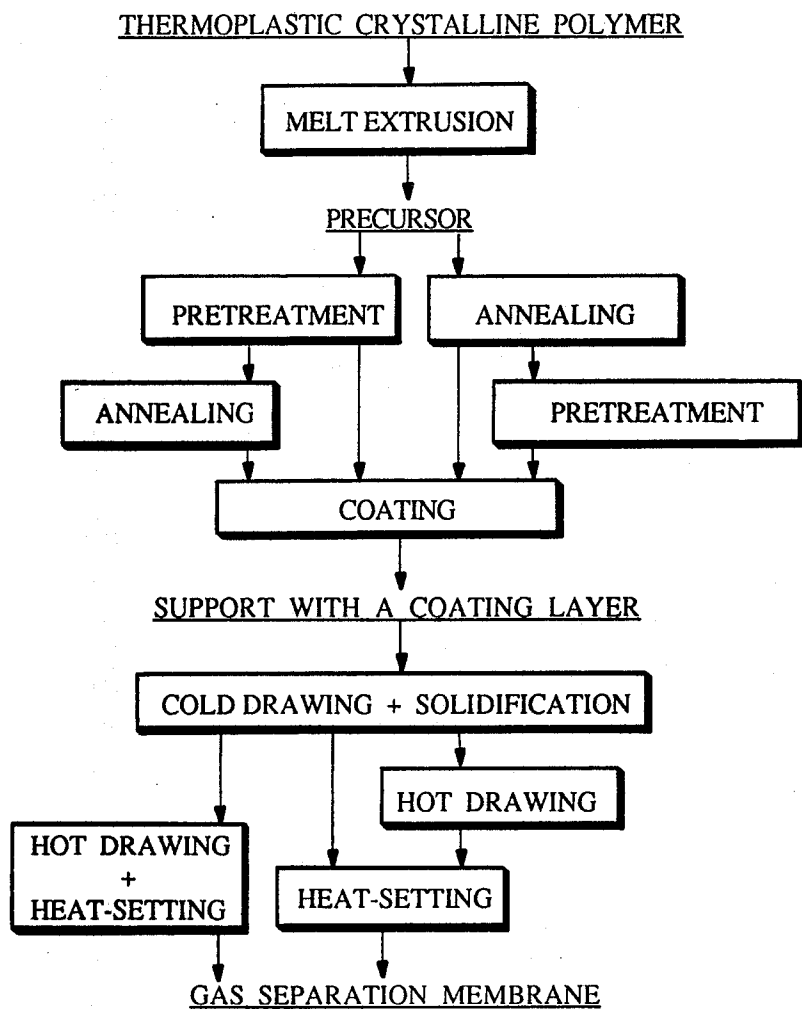 THERMOPLASTIC CRYSTALLINE POLYMER
MELT EXTRUSION
PRECURSOR
PRETREATMENT
ANNEALING
ANNEALING
PRETREATMENT
COATING
SUPPORT WITH A COATING LAYER
COLD DRAWING + SOLIDIFICATION
HOT DRAWING
HOT DRAWING
+
HEAT-SETTING
HEAT-SETTING
GAS SEPARATION MEMBRANE